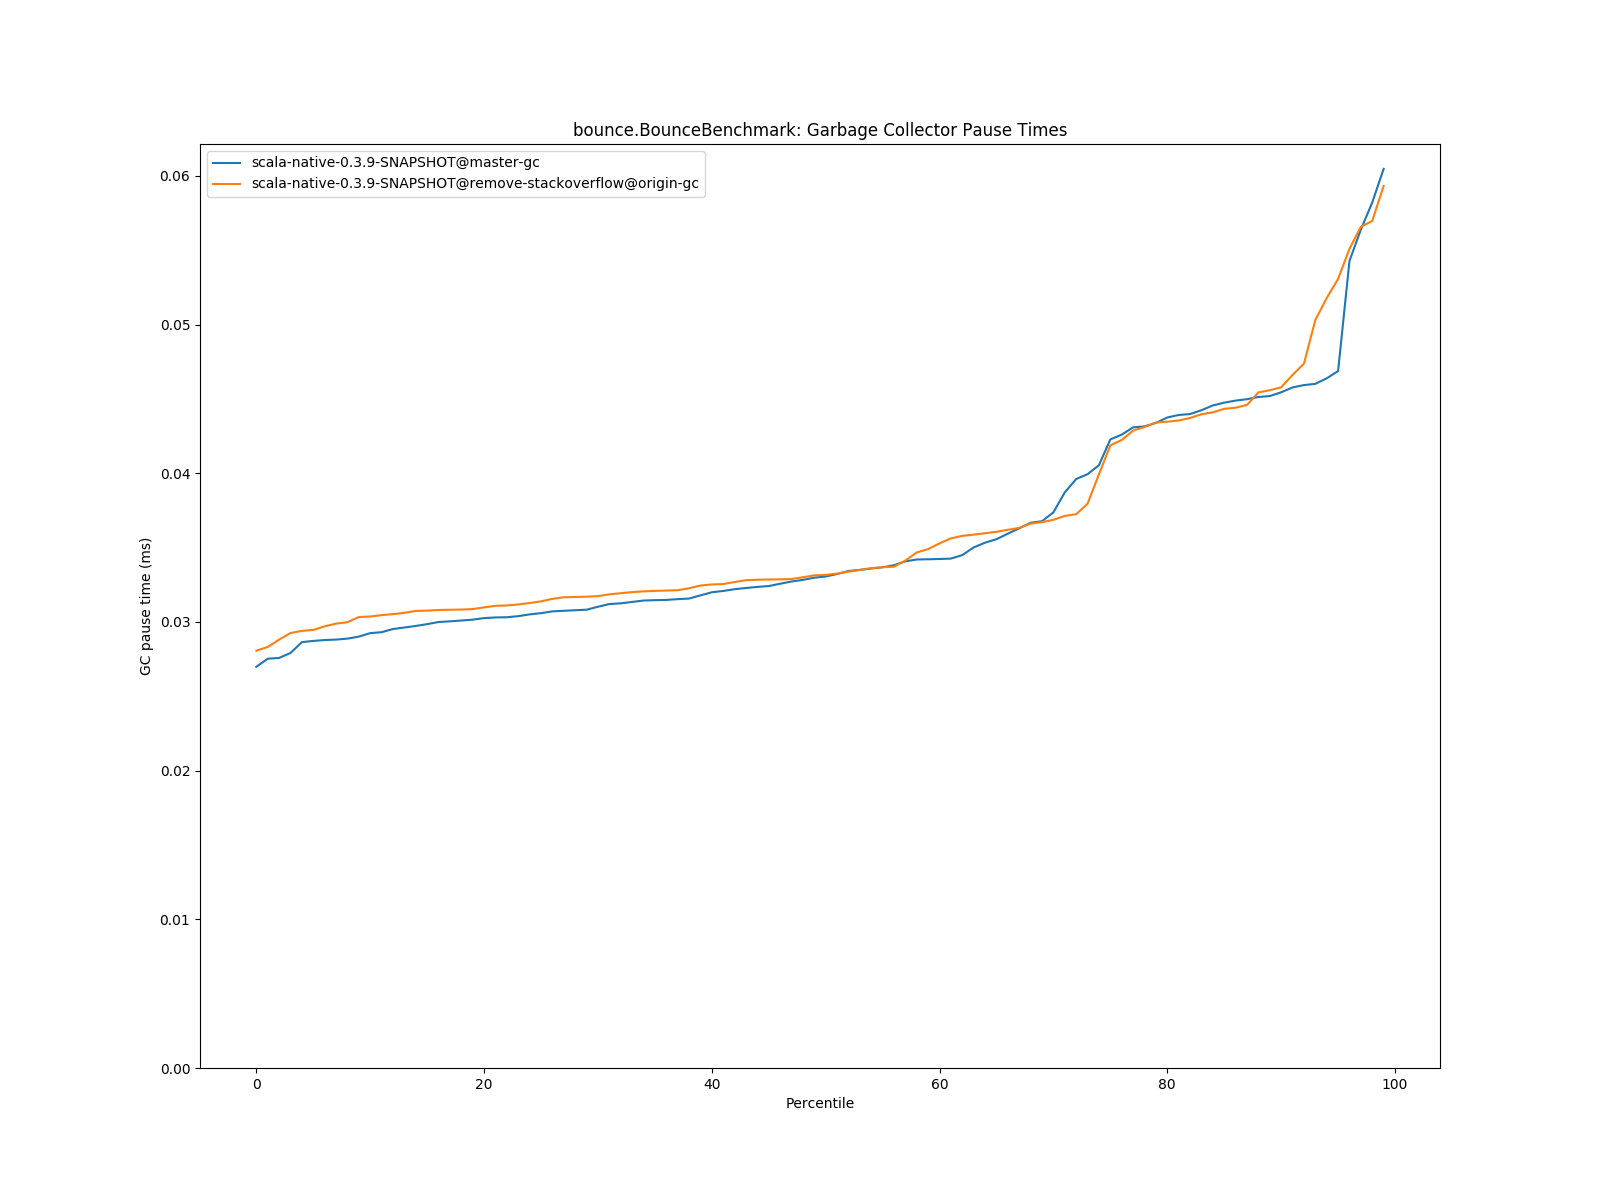 bounce.BounceBenchmark: Garbage Collector Pause Times
scala-native-0.3.9-SNAPSHOT@master-gc
scala-native-0.3.9-SNAPSHOT@remove-stackoverflow@origin-gc
0.06
0.05
0.04
0.03
0.02
0.01
0.00
GC pause time (ms)
0 20 40 60 80 100
Percentile